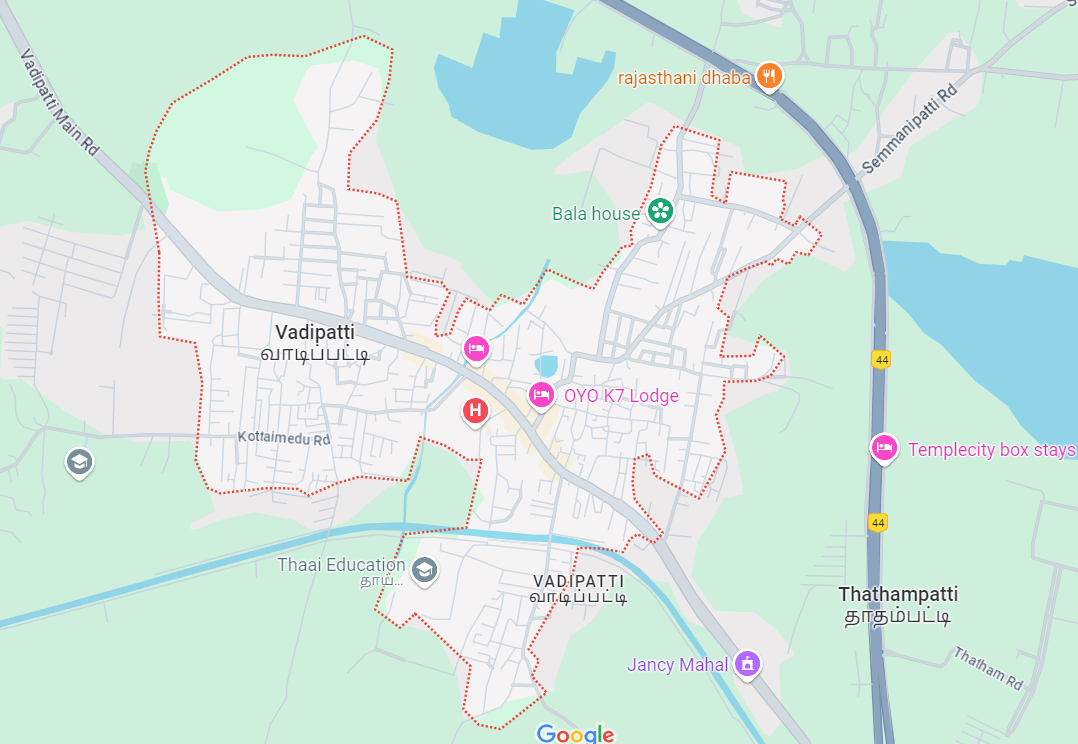 Vadipatti Main Rd
rajasthani dhaba
Semmanipatti Rd
Bala house
Vadipatti
வாடிப்பட்டி
44
OYO K7 Lodge
H
Kottaimedu Rd
Templecity box stays
44
Thaai Education
தாய்...
VADIPATTI
வாடிப்பட்டி
Thathampatti
தாதம்பட்டி
Jancy Mahal
Thatham Rd
Google